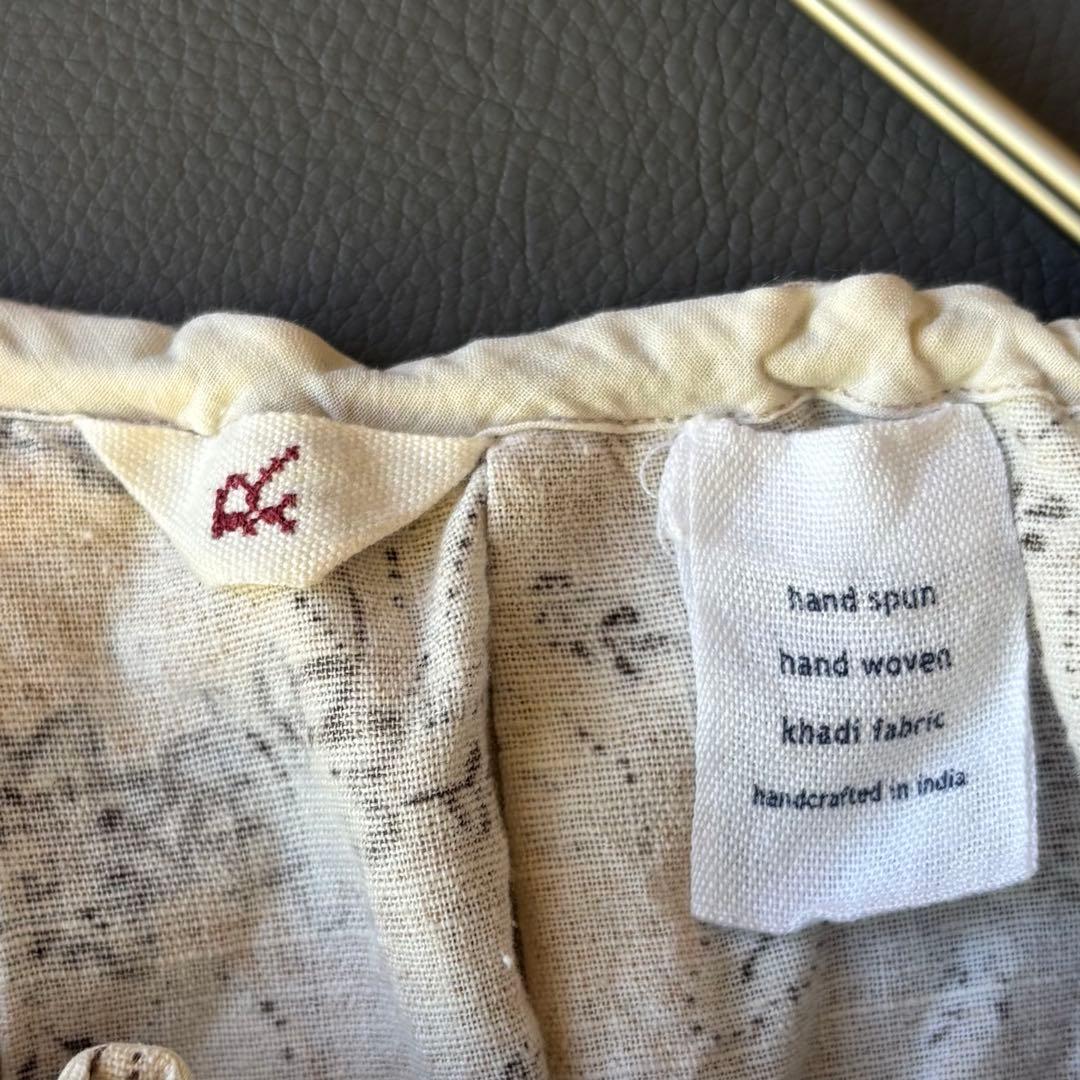 hand spun
hand woven
khadi fabric
handcrafted in india